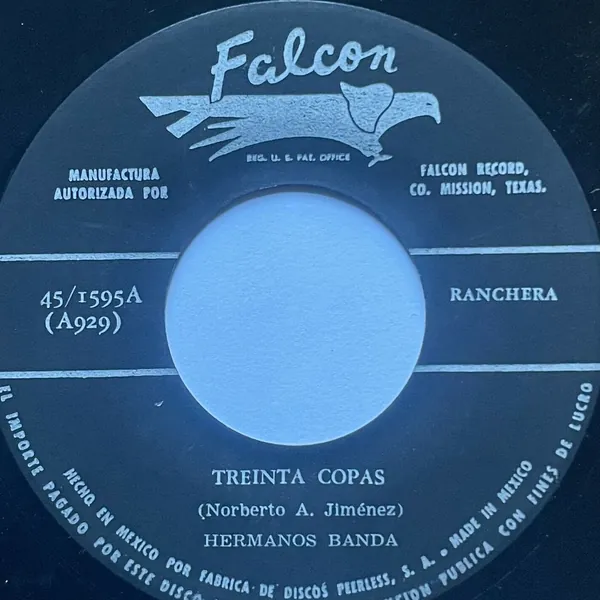 Falcon
REG. U. S. PAT. OFFICE
MANUFACTURA
AUTORIZADA POR
FALCON RECORD,
CO. MISSION, TEXAS.
45/1595A
(A929)
RANCHERA
TREINTA COPAS
(Norberto A. Jiménez)
HERMANOS BANDA
HECHO EN MEXICO POR FABRICA DE DISCOS PEERLESS, S. A. - MADE IN MEXICO
EL IMPORTE PAGADO POR ESTE DISCO
PUBLICA CON FINES DE LUCRO